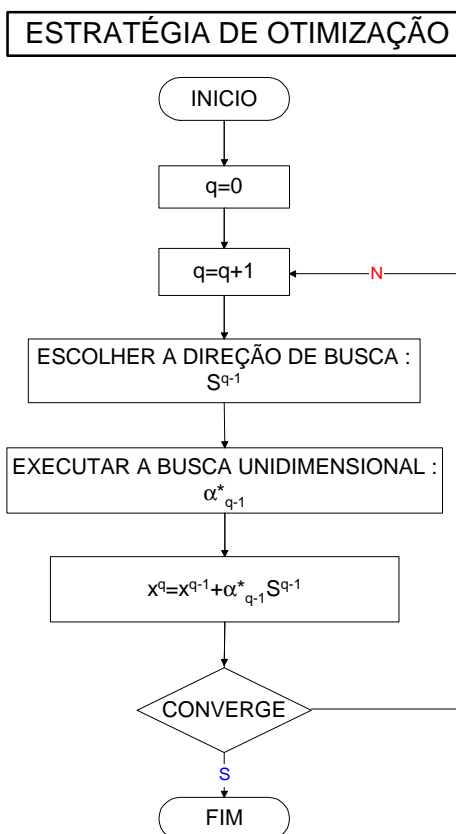 ESTRATÉGIA DE OTIMIZAÇÃO
INICIO
q=0
q=q+1
N
ESCOLHER A DIREÇÃO DE BUSCA :
S^{q-1}
EXECUTAR A BUSCA UNIDIMENSIONAL :
α*_{q-1}
x^{q}=x^{q-1}+α*_{q-1}S^{q-1}
CONVERGE
S
FIM